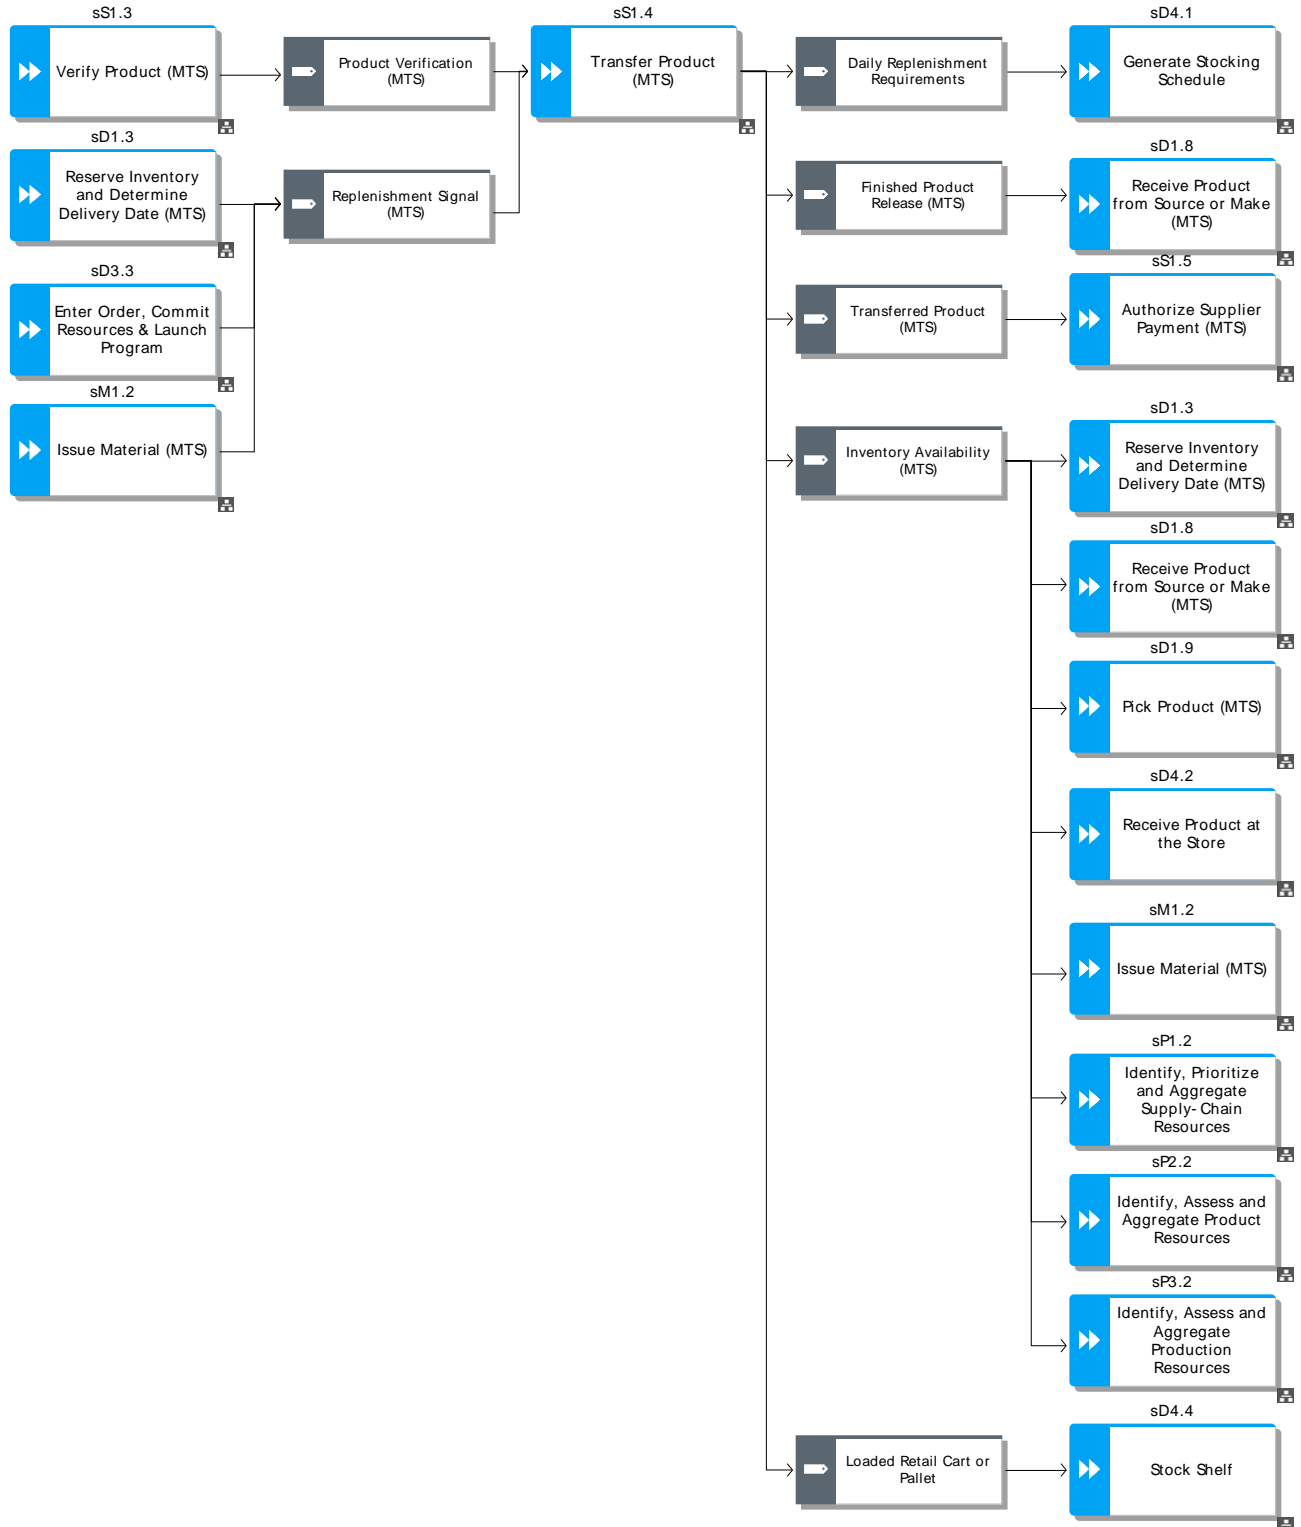 sS1.3
Verify Product (MTS)
Product Verification
(MTS)
sS1.4
Transfer Product
(MTS)
Daily Replenishment
Requirements
sD4.1
Generate Stocking
Schedule
sD1.3
Reserve Inventory
and Determine
Delivery Date (MTS)
Replenishment Signal
(MTS)
Finished Product
Release (MTS)
sD1.8
Receive Product
from Source or Make
(MTS)
sD3.3
Enter Order, Commit
Resources & Launch
Program
Transferred Product
(MTS)
sS1.5
Authorize Supplier
Payment (MTS)
sM1.2
Issue Material (MTS)
Inventory Availability
(MTS)
sD1.3
Reserve Inventory
and Determine
Delivery Date (MTS)
sD1.8
Receive Product
from Source or Make
(MTS)
sD1.9
Pick Product (MTS)
sD4.2
Receive Product at
the Store
sM1.2
Issue Material (MTS)
sP1.2
Identify, Prioritize
and Aggregate
Supply-Chain
Resources
sP2.2
Identify, Assess and
Aggregate Product
Resources
sP3.2
Identify, Assess and
Aggregate
Production
Resources
Loaded Retail Cart or
Pallet
sD4.4
Stock Shelf